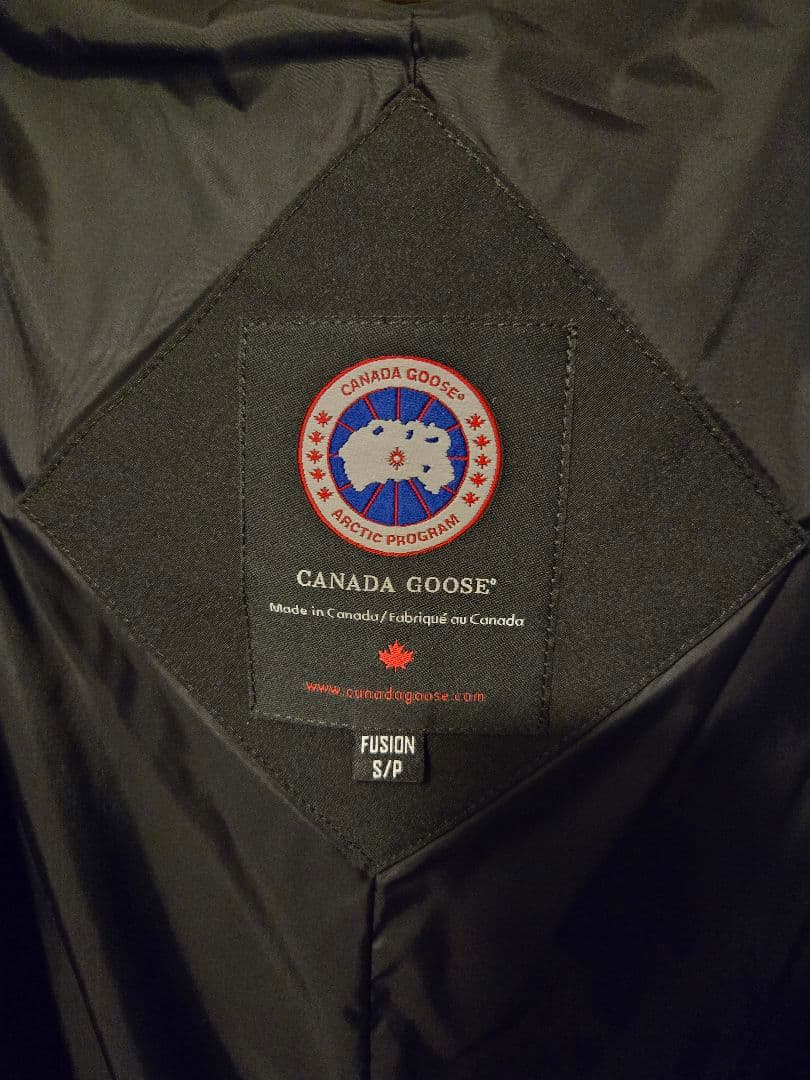 CANADA GOOSE®
ARCTIC PROGRAM
CANADA GOOSE®
Made in Canada/Fabriqué au Canada
www.canadagoose.com
FUSION
S/P